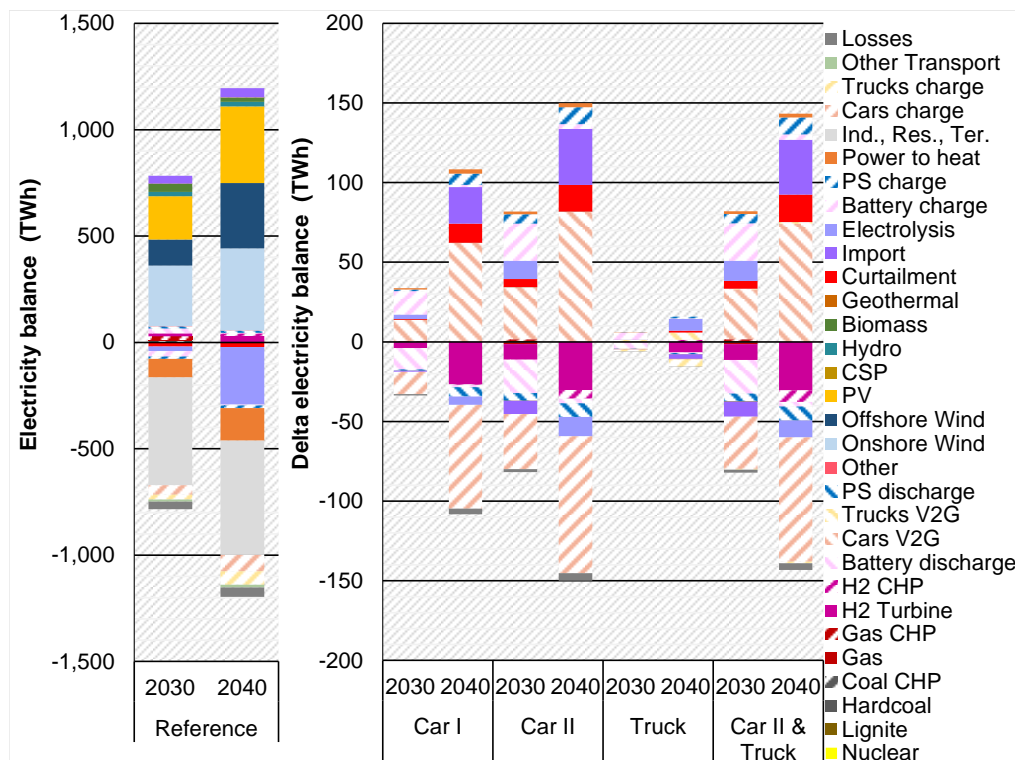 Electricity balance (TWh)
1,500
1,000
500
0
-500
-1,000
-1,500
2030 2040
Reference
Delta electricity balance (TWh)
200
150
100
50
0
-50
-100
-150
-200
2030 2040 2030 2040 2030 2040 2030 2040
Car I
Car II
Truck
Car II &
Truck
Losses
Other Transport
Trucks charge
Cars charge
Ind., Res., Ter.
Power to heat
PS charge
Battery charge
Electrolysis
Import
Curtailment
Geothermal
Biomass
Hydro
CSP
PV
Offshore Wind
Onshore Wind
Other
PS discharge
Trucks V2G
Cars V2G
Battery discharge
H2 CHP
H2 Turbine
Gas CHP
Gas
Coal CHP
Hardcoal
Lignite
Nuclear